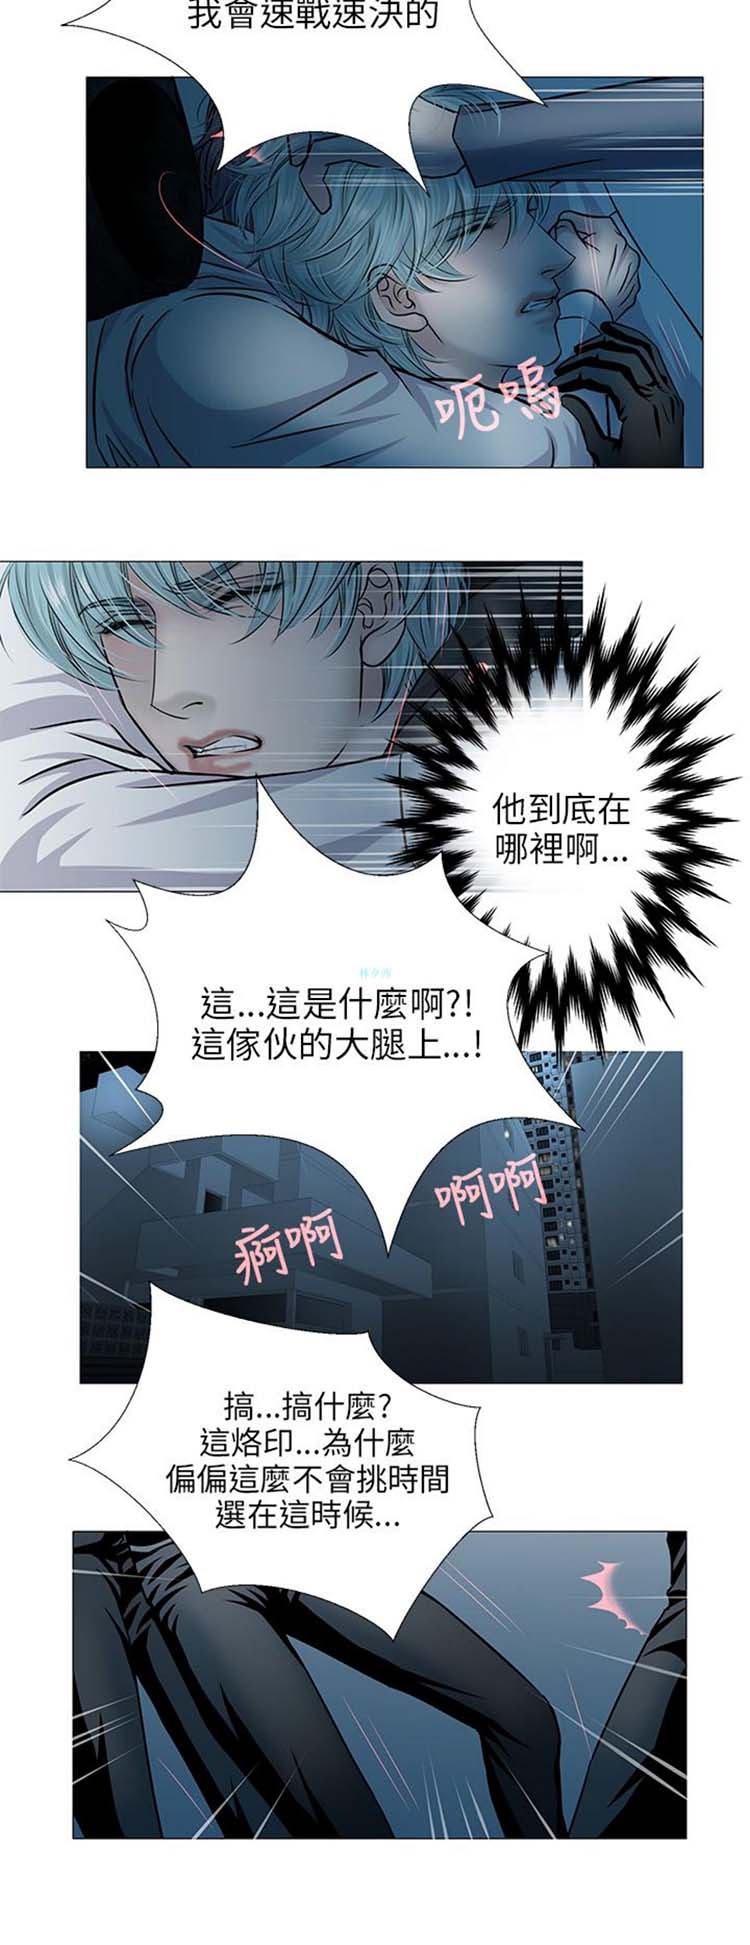 我會速戰速決的
呃嗚
他到底在
哪裡啊...
林夕西
這...這是什麼啊?!
這傢伙的大腿上...!
啊啊
痾啊
搞...搞什麼?
這烙印...為什麼
偏偏這麼不會挑時間
選在這時候...